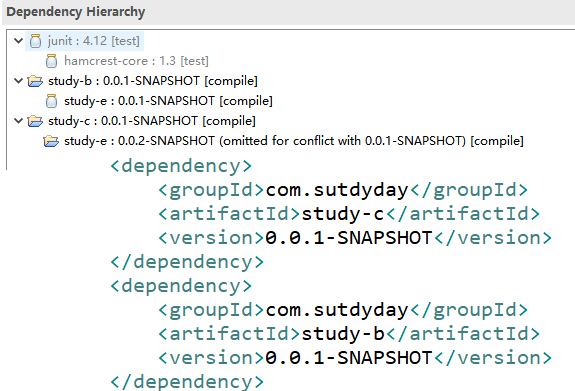 Dependency Hierarchy
junit : 4.12 [test]
hamcrest-core : 1.3 [test]
study-b : 0.0.1-SNAPSHOT [compile]
study-e : 0.0.1-SNAPSHOT [compile]
study-c : 0.0.1-SNAPSHOT [compile]
study-e : 0.0.2-SNAPSHOT (omitted for conflict with 0.0.1-SNAPSHOT) [compile]
<dependency>
<groupId>com.sutdyday</groupId>
<artifactId>study-c</artifactId>
<version>0.0.1-SNAPSHOT</version>
</dependency>
<dependency>
<groupId>com.sutdyday</groupId>
<artifactId>study-b</artifactId>
<version>0.0.1-SNAPSHOT</version>
</dependency>